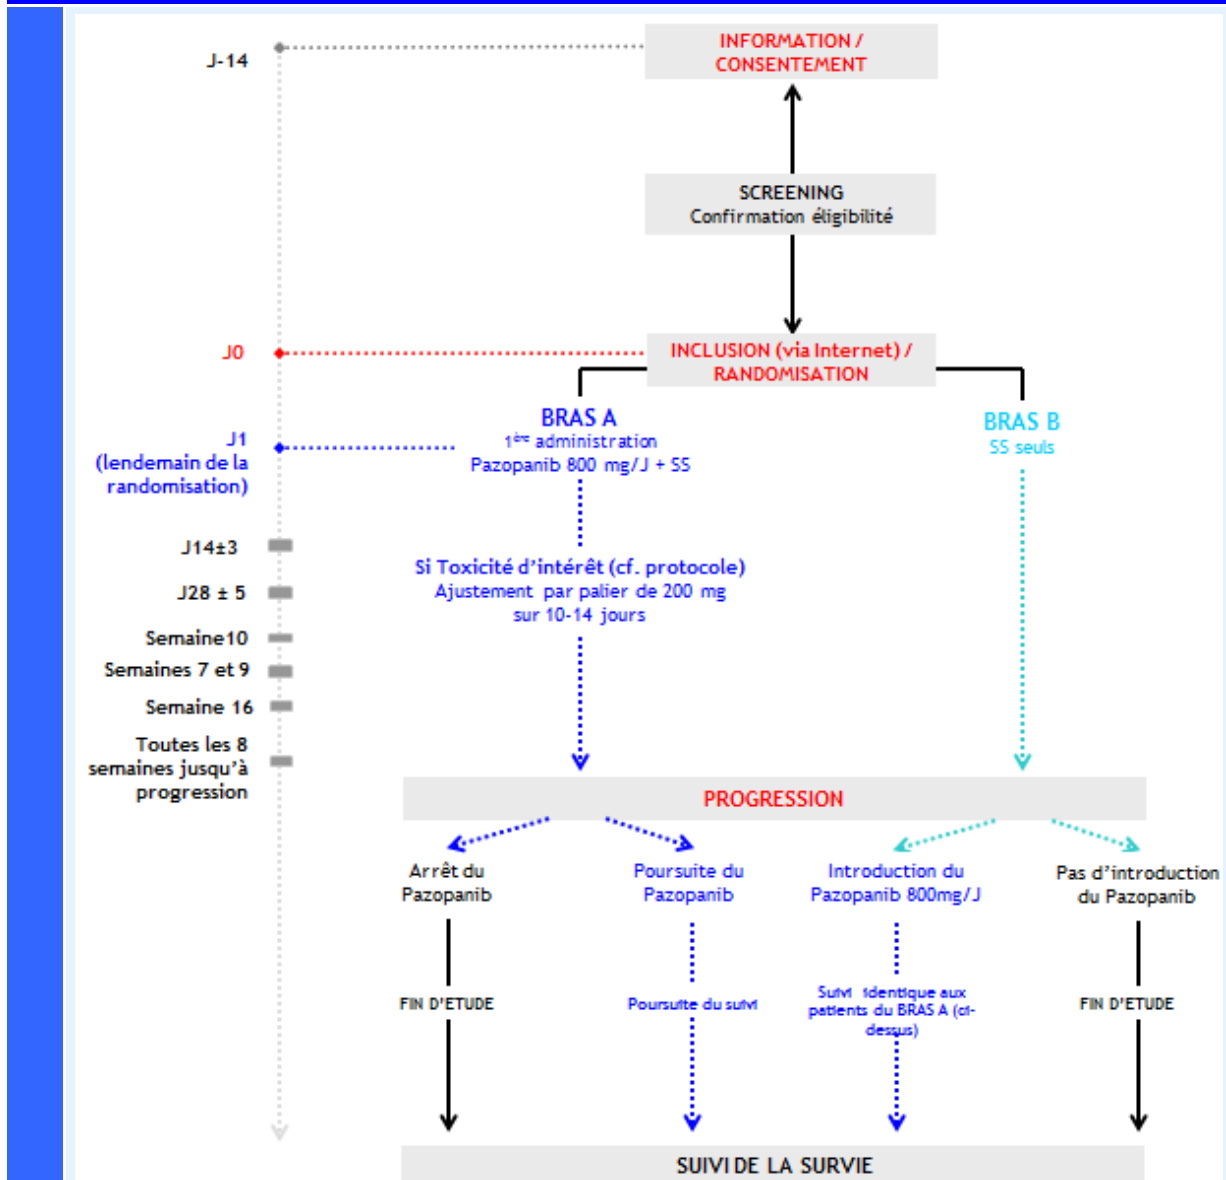 J-14
INFORMATION /
CONSENTEMENT
SCREENING
Confirmation éligibilité
J0
INCLUSION (via Internet) /
RANDOMISATION
BRAS A
1ère administration
Pazopanib 800 mg/J + SS
BRAS B
SS seuls
J1
(lendemain de la
randomisation)
J14±3
Si Toxicité d'intérêt (cf. protocole)
Ajustement par palier de 200 mg
sur 10-14 jours
J28 ± 5
Semaine10
Semaines 7 et 9
Semaine 16
Toutes les 8
semaines jusqu'à
progression
PROGRESSION
Arrêt du
Pazopanib
Poursuite du
Pazopanib
Introduction du
Pazopanib 800mg/J
Pas d'introduction
du Pazopanib
FIN D'ETUDE
Poursuite du suivi
Suivi identique aux
patients du BRAS A (ci-
dessus)
FIN D'ETUDE
SUIVI DE LA SURVIE